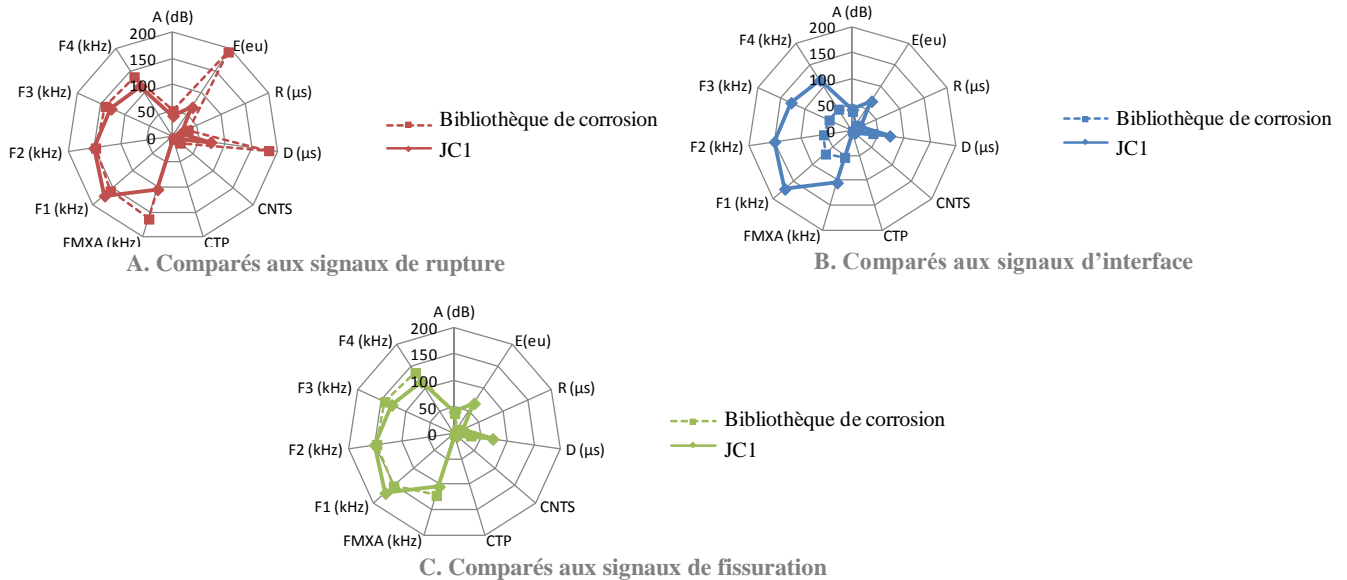 A (dB)
200
150
100
50
0
E(eu)
R (µs)
D (µs)
CNTS
CTP
FMXA (kHz)
F1 (kHz)
F2 (kHz)
F3 (kHz)
F4 (kHz)
Bibliothèque de corrosion
JC1
A. Comparés aux signaux de rupture
A (dB)
200
150
100
50
0
E(eu)
R (µs)
D (µs)
CNTS
CTP
FMXA (kHz)
F1 (kHz)
F2 (kHz)
F3 (kHz)
F4 (kHz)
Bibliothèque de corrosion
JC1
B. Comparés aux signaux d’interface
A (dB)
200
150
100
50
0
E(eu)
R (µs)
D (µs)
CNTS
CTP
FMXA (kHz)
F1 (kHz)
F2 (kHz)
F3 (kHz)
F4 (kHz)
Bibliothèque de corrosion
JC1
C. Comparés aux signaux de fissuration